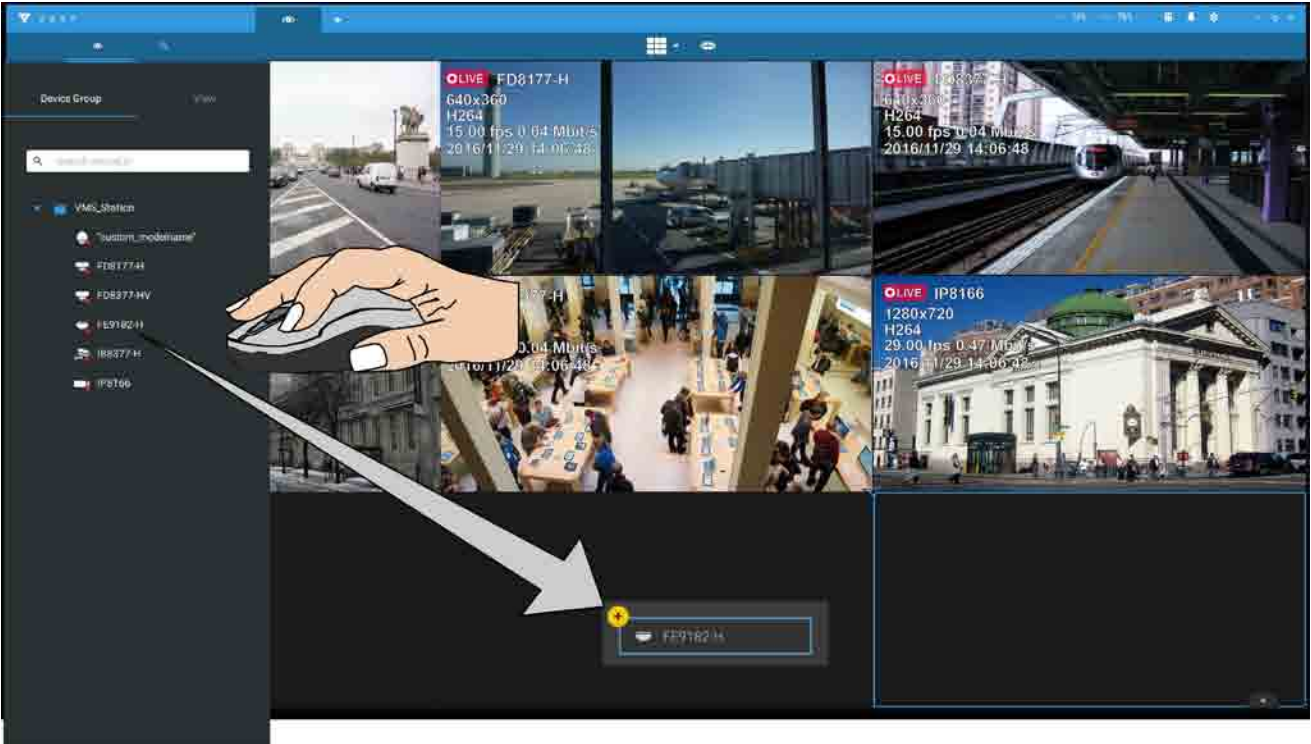 Device Group
View
VMS_Station
"custom_modelname"
FD8177-H
FD8377-HV
FE9182-H
IB8377-H
IP8166
LIVE FD8177-H
640x360
H264
15.00 fps 0.04 Mbit/s
2016/11/29 14:06:48
LIVE
640x360
H264
15.00 fps 0.04 Mbit/s
2016/11/29 14:06:48
77-H
0.04 Mbit/s
2016/11/29 14:06:48
LIVE IP8166
1280x720
H264
29.00 fps 0.47 Mbit/s
2016/11/29 14:06:48
FE9182-H